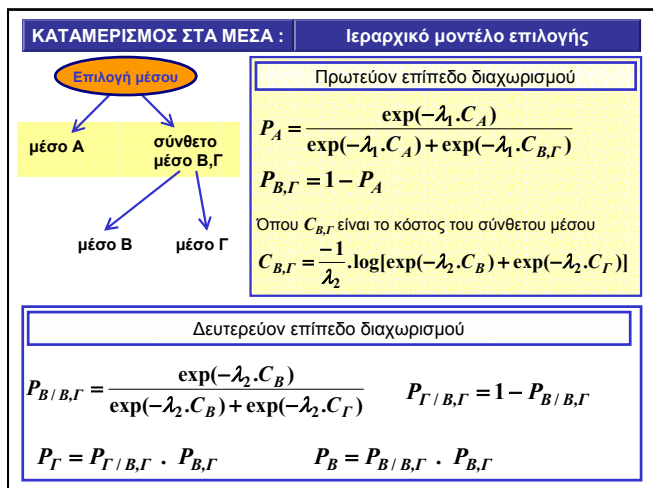 ΚΑΤΑΜΕΡΙΣΜΟΣ ΣΤΑ ΜΕΣΑ : Ιεραρχικό μοντέλο επιλογής
Επιλογή μέσου
μέσο Α
σύνθετο
μέσο Β,Γ
μέσο Β μέσο Γ
Πρωτεύον επίπεδο διαχωρισμού
P_A = exp(−λ_1.C_A) / (exp(−λ_1.C_A) + exp(−λ_1.C_{B,Γ}))
P_{B,Γ} = 1 − P_A
Όπου C_{B,Γ} είναι το κόστος του σύνθετου μέσου
C_{B,Γ} = −1/λ_2 .log[exp(−λ_2.C_B) + exp(−λ_2.C_Γ)]
Δευτερεύον επίπεδο διαχωρισμού
P_{B/B,Γ} = exp(−λ_2.C_B) / (exp(−λ_2.C_B) + exp(−λ_2.C_Γ)) P_{Γ/B,Γ} = 1 − P_{B/B,Γ}
P_Γ = P_{Γ/B,Γ} . P_{B,Γ} P_B = P_{B/B,Γ} . P_{B,Γ}